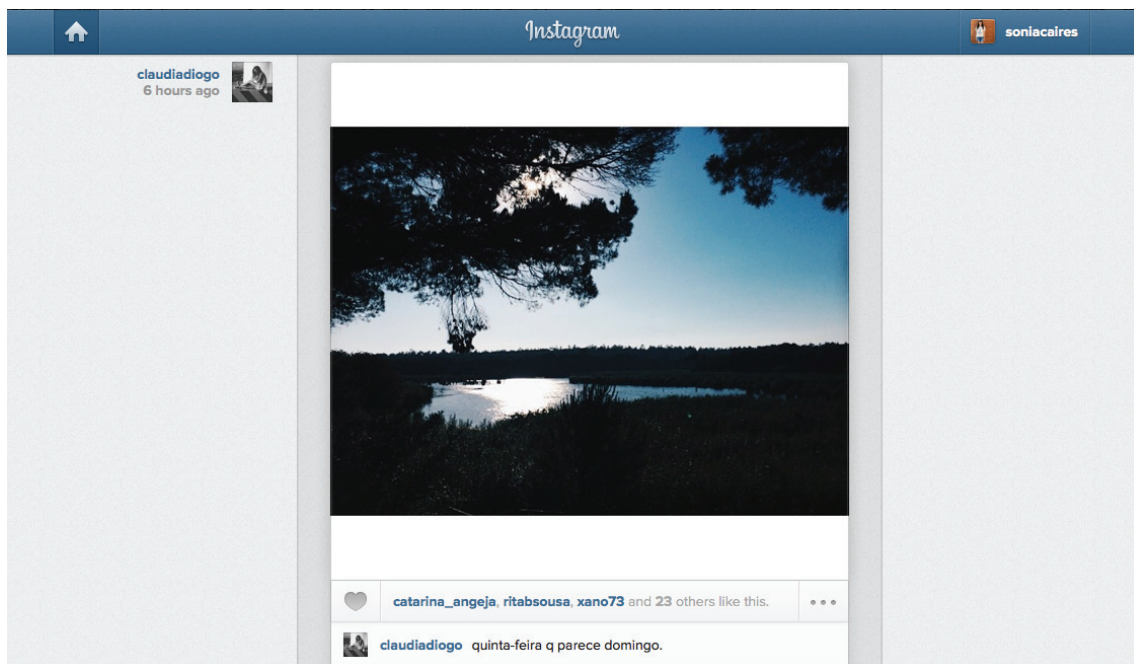 Instagram
soniacaires
claudiadiogo
6 hours ago
catarina_angeja, ritabsousa, xano73 and 23 others like this.
claudiadiogo quinta-feira q parece domingo.